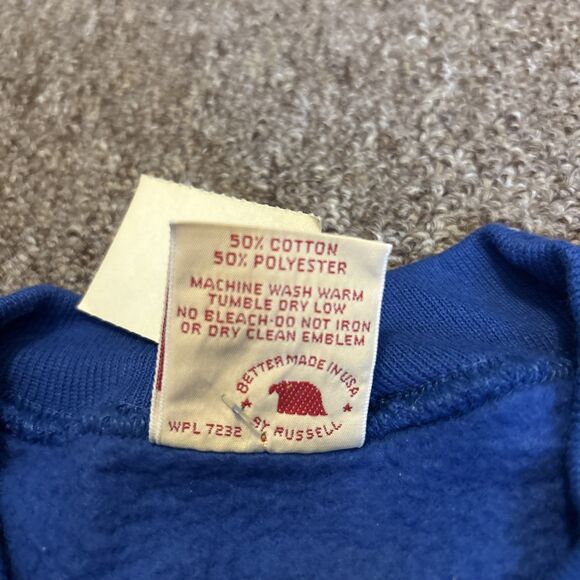 50% COTTON
50% POLYESTER
MACHINE WASH WARM
TUMBLE DRY LOW
NO BLEACH-DO NOT IRON
OR DRY CLEAN EMBLEM
BETTER MADE IN USA
BY RUSSELL
WPL 7232